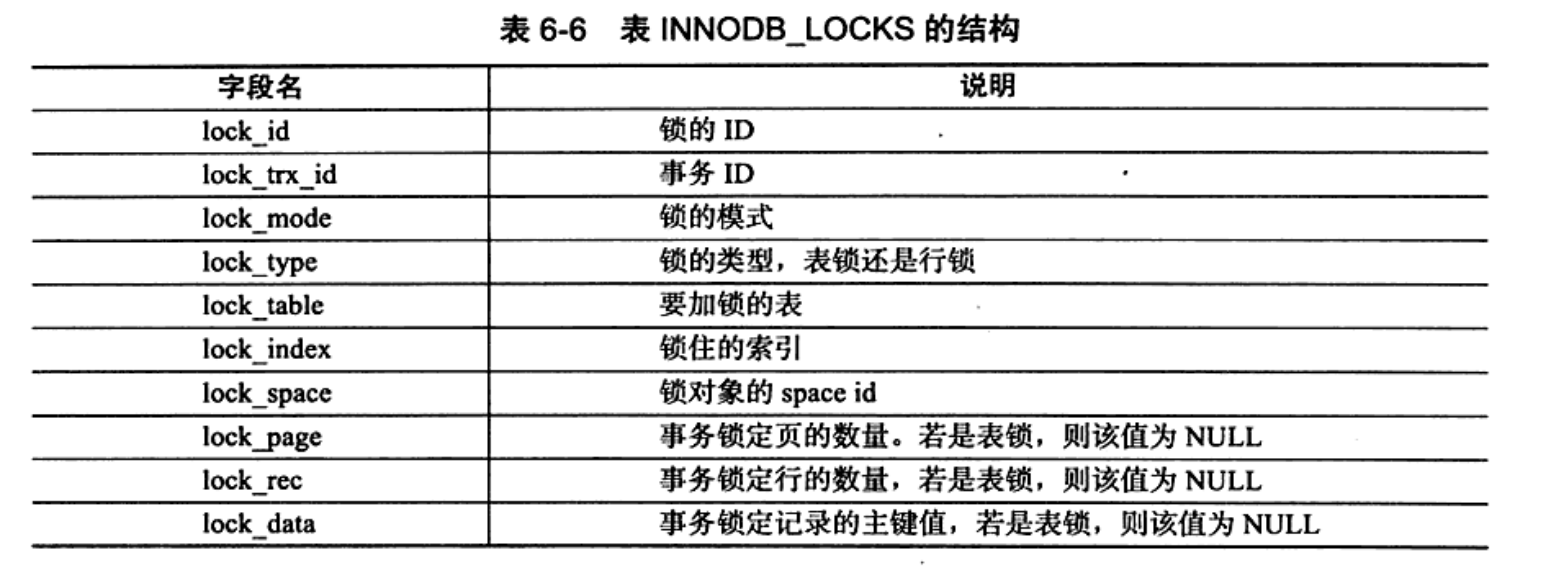 表 6-6 表 INNODB_LOCKS 的结构
字段名 说明
lock_id 锁的 ID
lock_trx_id 事务 ID
lock_mode 锁的模式
lock_type 锁的类型，表锁还是行锁
lock_table 要加锁的表
lock_index 锁住的索引
lock_space 锁对象的 space id
lock_page 事务锁定页的数量。若是表锁，则该值为 NULL
lock_rec 事务锁定行的数量，若是表锁，则该值为 NULL
lock_data 事务锁定记录的主键值，若是表锁，则该值为 NULL